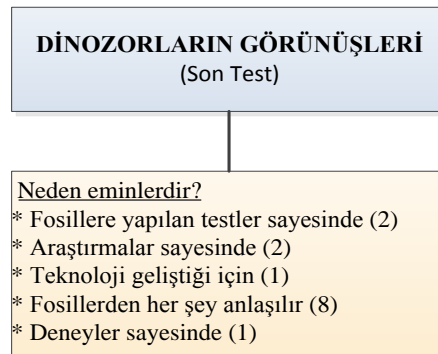 DİNOZORLARIN GÖRÜNÜŞLERİ
(Son Test)
Neden eminlerdir?
* Fosillere yapılan testler sayesinde (2)
* Araştırmalar sayesinde (2)
* Teknoloji geliştiği için (1)
* Fosillerden her şey anlaşılır (8)
* Deneyler sayesinde (1)